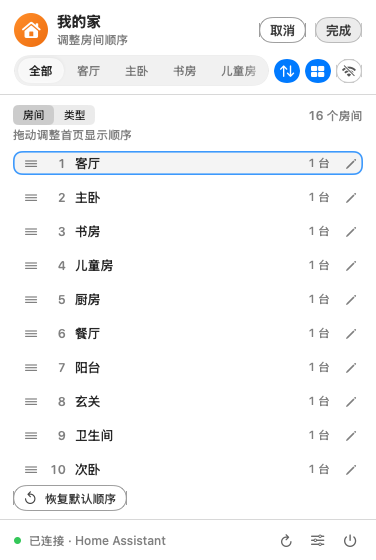 我的家
调整房间顺序
取消
完成
全部 客厅 主卧 书房 儿童房
房间 类型
16 个房间
拖动调整首页显示顺序
1 客厅 1 台
2 主卧 1 台
3 书房 1 台
4 儿童房 1 台
5 厨房 1 台
6 餐厅 1 台
7 阳台 1 台
8 玄关 1 台
9 卫生间 1 台
10 次卧 1 台
恢复默认顺序
已连接 · Home Assistant